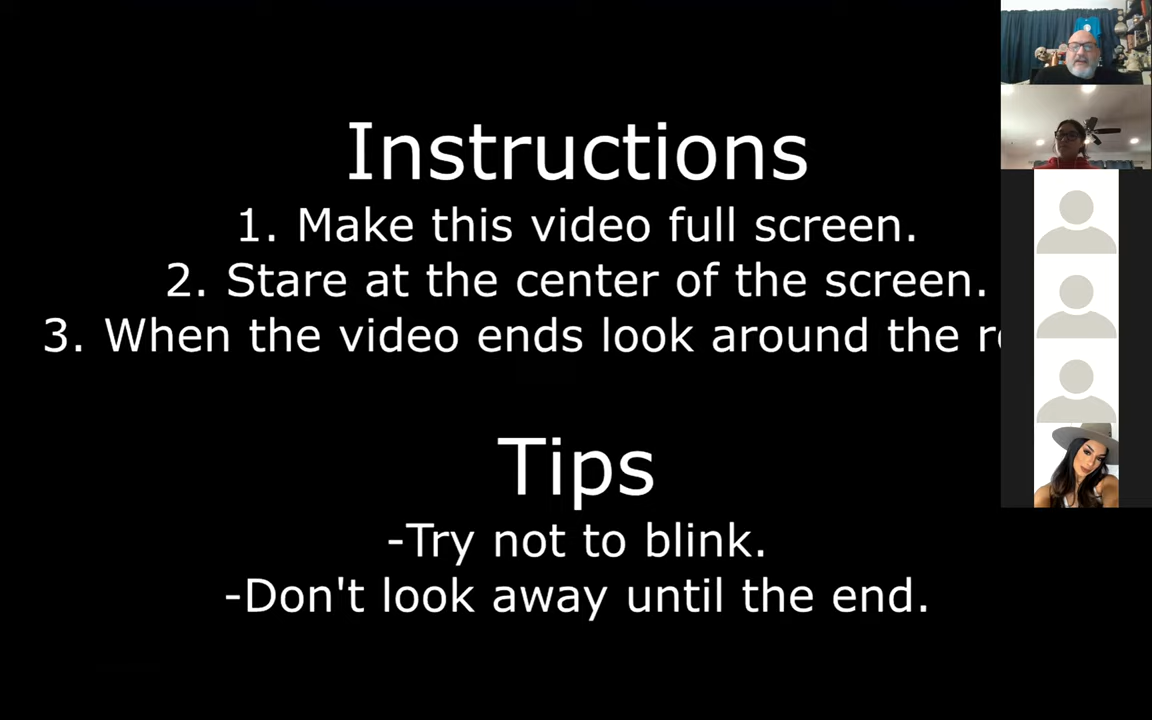 Instructions
1. Make this video full screen.
2. Stare at the center of the screen.
3. When the video ends look around the
Tips
-Try not to blink.
-Don't look away until the end.